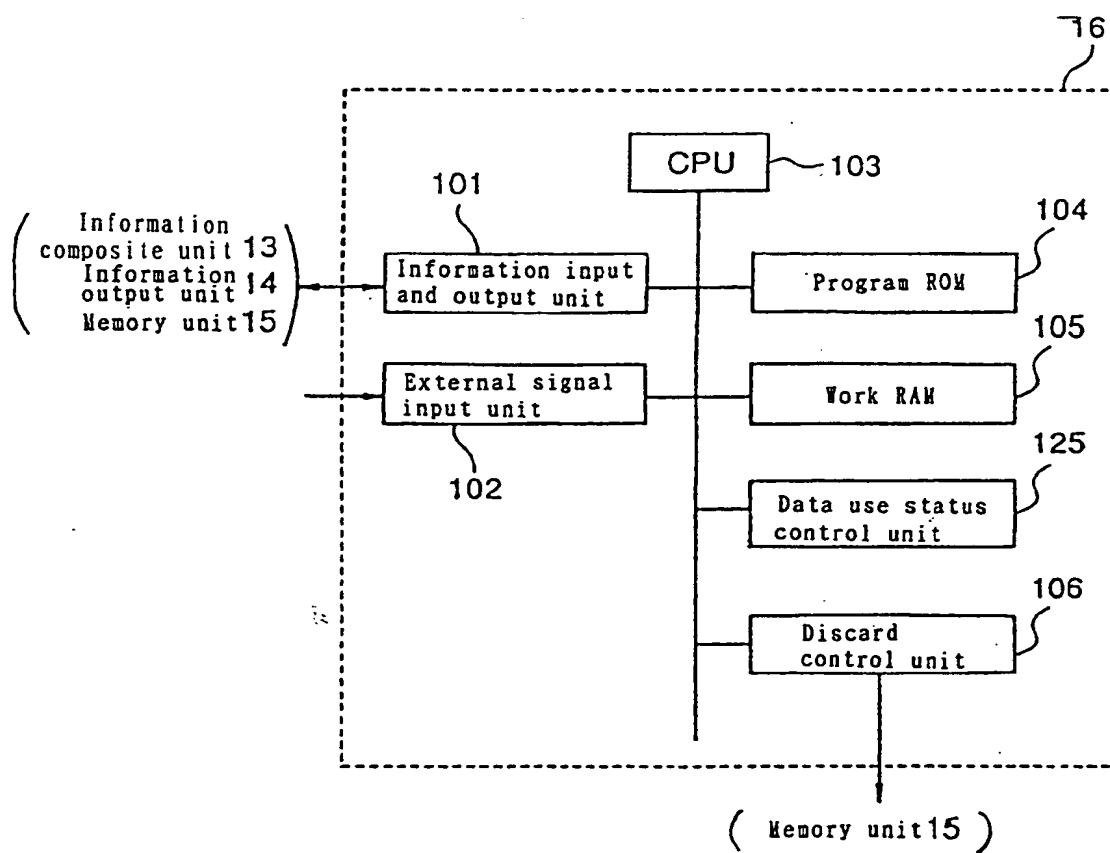 16
CPU
103
101
104
Information
composite unit 13
Information
output unit 14
Memory unit 15
Information input
and output unit
Program ROM
105
External signal
input unit
Work RAM
102
125
Data use status
control unit
106
Discard
control unit
( Memory unit 15 )